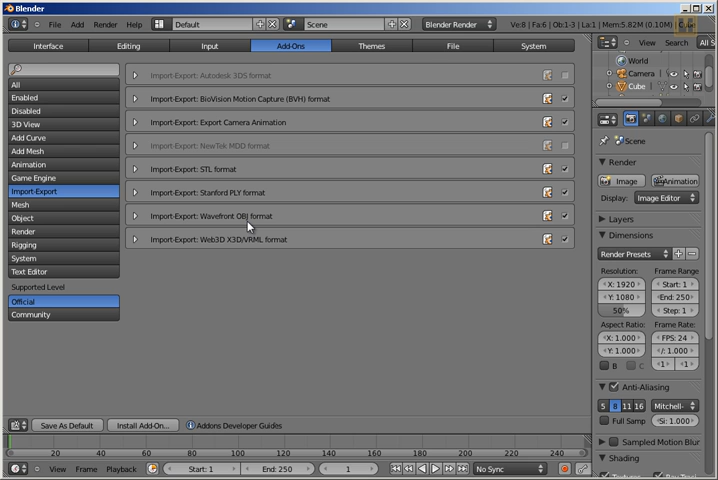 Blender
File Add Render Help
Default
Scene
Blender Render
Ve:8 | Fa:6 | Ob:1-3 | La:1 | Mem:5.82M (0.10M) |
Interface Editing Input Add-Ons Themes File System
View Search All S
World
Camera
Cube
Scene
All
Enabled
Disabled
3D View
Add Curve
Add Mesh
Animation
Game Engine
Import-Export
Mesh
Object
Render
Rigging
System
Text Editor
Supported Level
Official
Community
Import-Export: Autodesk 3DS format
Import-Export: BioVision Motion Capture (BVH) format
Import-Export: Export Camera Animation
Import-Export: NewTek MDD format
Import-Export: STL format
Import-Export: Stanford PLY format
Import-Export: Wavefront OBJ format
Import-Export: Web3D X3D/VRML format
Render
Image Animation
Display: Image Editor
Layers
Dimensions
Render Presets
Resolution: Frame Range
X: 1920 Start: 1
Y: 1080 End: 250
50% Step: 1
Aspect Ratio: Frame Rate:
X: 1.000 FPS: 24
Y: 1.000 /: 1.000
B C 1 1
Anti-Aliasing
5 8 11 16 Mitchell-
Full Samp Si: 1.000
Sampled Motion Blur
Shading
Save As Default Install Add-On... Addons Developer Guides
20 40 60 80 100 120 140 160 180 200 220 240
View Frame Playback Start: 1 End: 250 1 No Sync